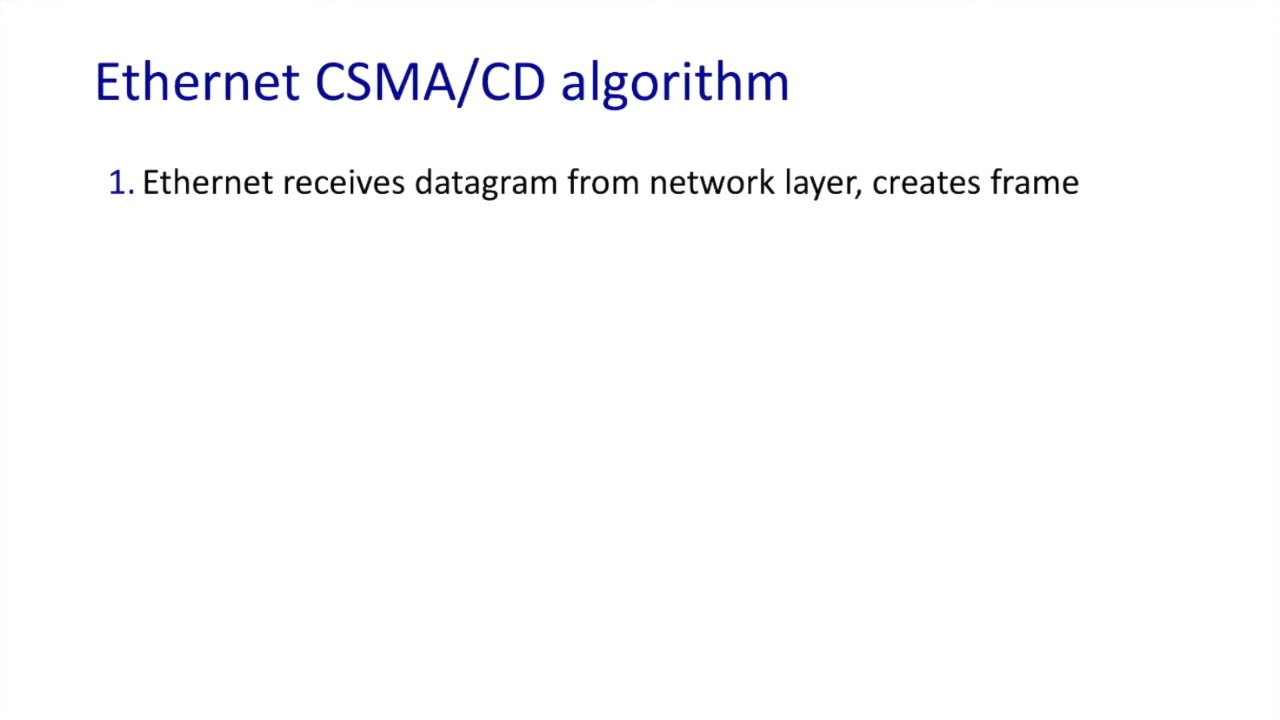 Ethernet CSMA/CD algorithm
1. Ethernet receives datagram from network layer, creates frame